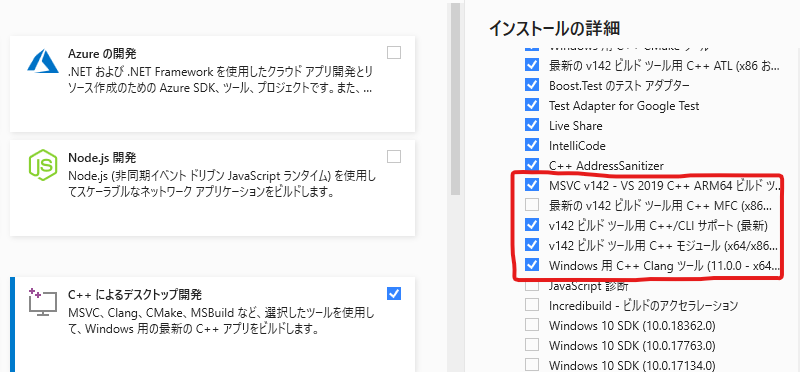 Azure の開発
.NET および .NET Framework を使用したクラウド アプリ開発とリ
ソース作成のための Azure SDK、ツール、プロジェクトです。また、...
Node.js 開発
Node.js (非同期イベント ドリブン JavaScript ランタイム) を使用し
てスケーラブルなネットワーク アプリケーションをビルドします。
C++ によるデスクトップ開発
MSVC、Clang、CMake、MSBuild など、選択したツールを使用し
て、Windows 用の最新の C++ アプリをビルドします。
インストールの詳細
Windows 用 C++ CMake ツール
最新の v142 ビルド ツール用 C++ ATL (x86 お...
Boost.Test のテスト アダプター
Test Adapter for Google Test
Live Share
IntelliCode
C++ AddressSanitizer
MSVC v142 - VS 2019 C++ ARM64 ビルド ツ...
最新の v142 ビルド ツール用 C++ MFC (x86...
v142 ビルド ツール用 C++/CLI サポート (最新)
v142 ビルド ツール用 C++ モジュール (x64/x86...
Windows 用 C++ Clang ツール (11.0.0 - x64...
JavaScript 診断
Incredibuild - ビルドのアクセラレーション
Windows 10 SDK (10.0.18362.0)
Windows 10 SDK (10.0.17763.0)
Windows 10 SDK (10.0.17134.0)